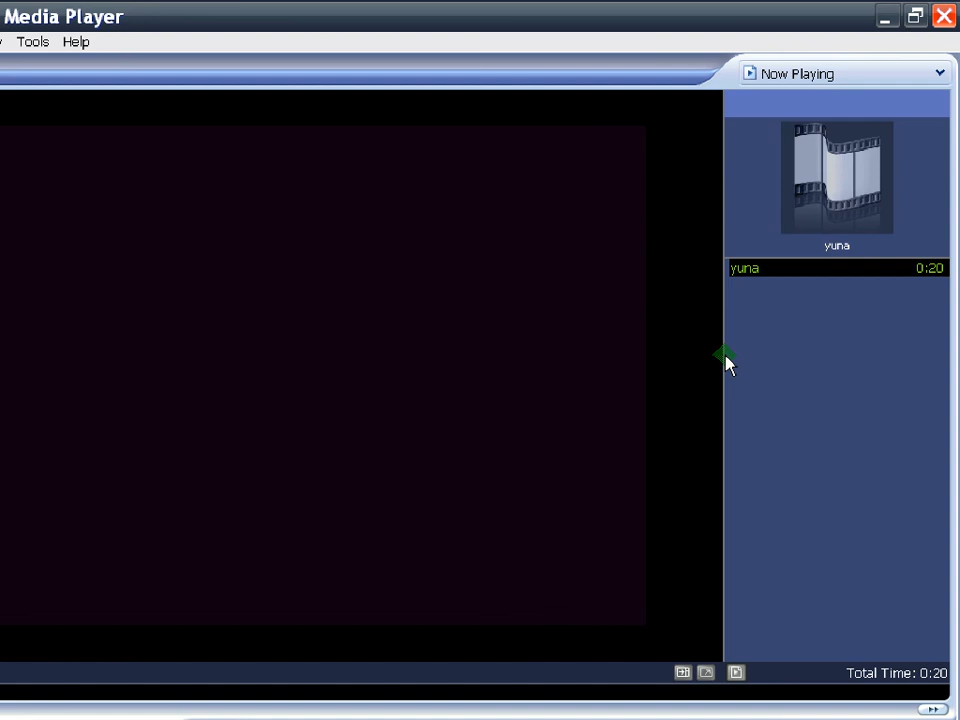 Media Player
Tools Help
Now Playing
yuna
yuna 0:20
Total Time: 0:20